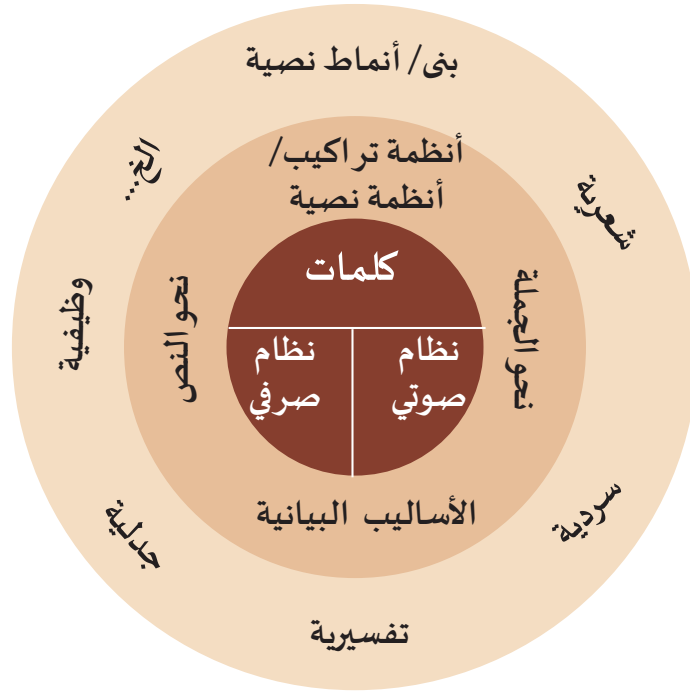 بنى/ أنماط نصية
شعرية
سردية
تفسيرية
جدلية
وظيفية
الخ...
أنظمة تراكيب/
أنظمة نصية
نحو الجملة
الأساليب البيانية
نحو النص
كلمات
نظام
صوتي
نظام
صرفي